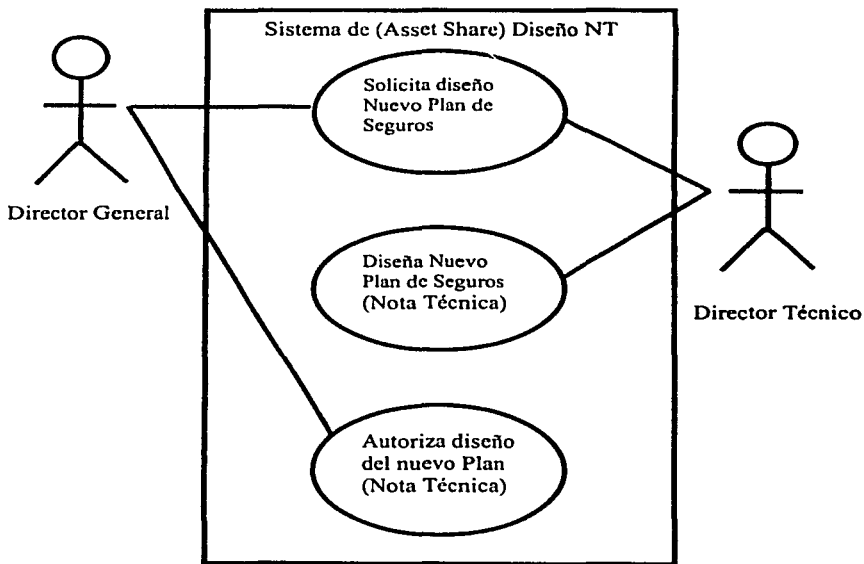 Sistema de (Asset Share) Diseño NT
Solicita diseño
Nuevo Plan de
Seguros
Director General
Diseña Nuevo
Plan de Seguros
(Nota Técnica)
Director Técnico
Autoriza diseño
del nuevo Plan
(Nota Técnica)